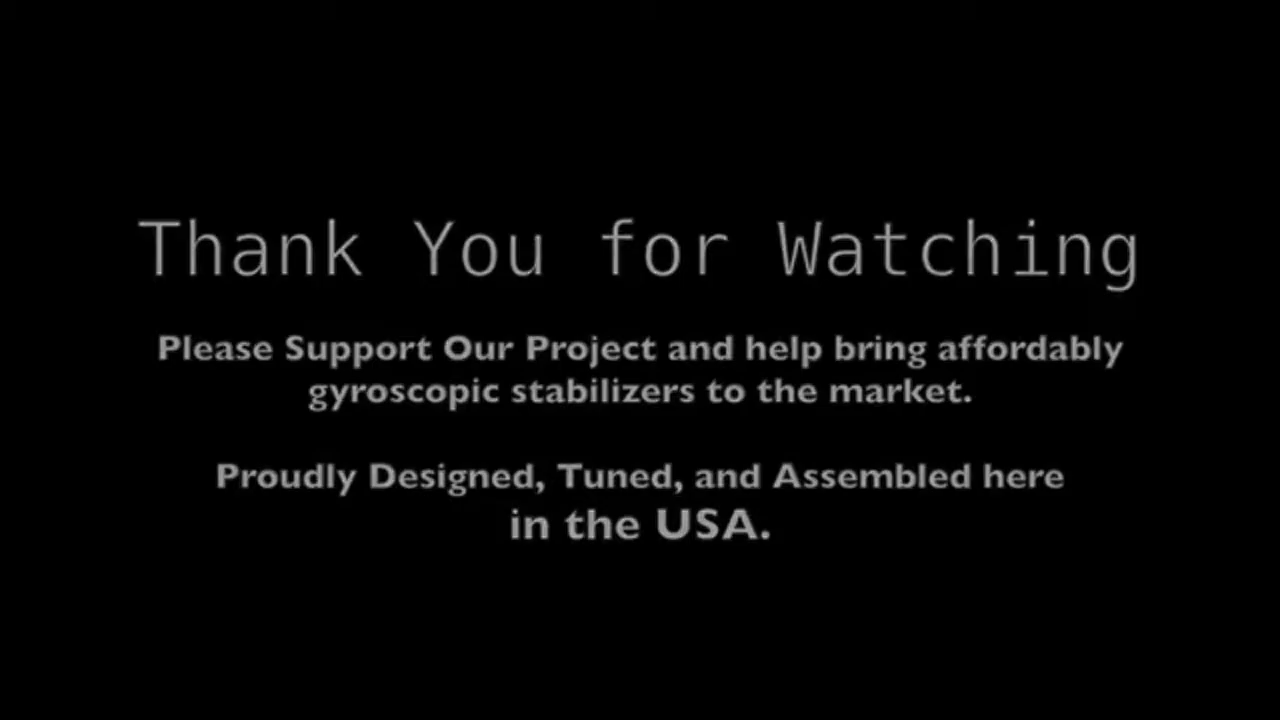 Thank You for Watching
Please Support Our Project and help bring affordably
gyroscopic stabilizers to the market.
Proudly Designed, Tuned, and Assembled here
in the USA.